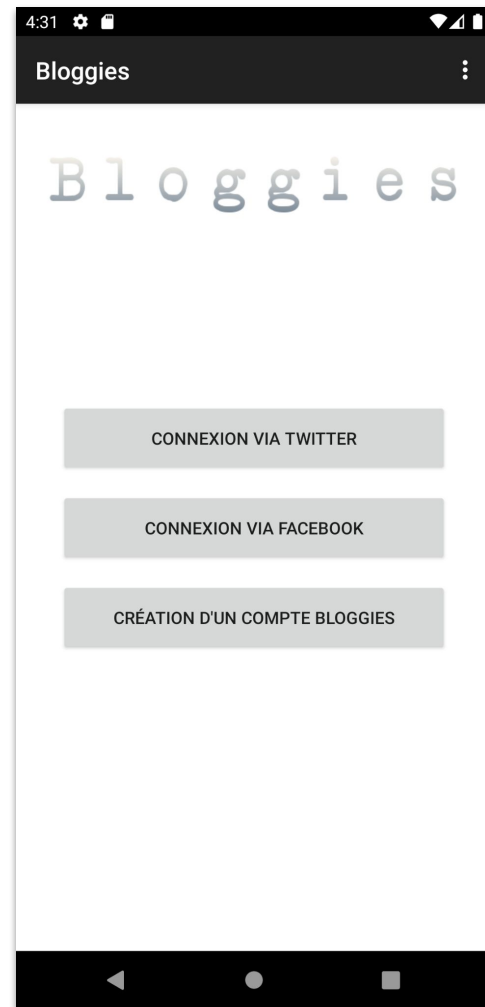 4:31
Bloggies
Bloggies
CONNEXION VIA TWITTER
CONNEXION VIA FACEBOOK
CRÉATION D'UN COMPTE BLOGGIES